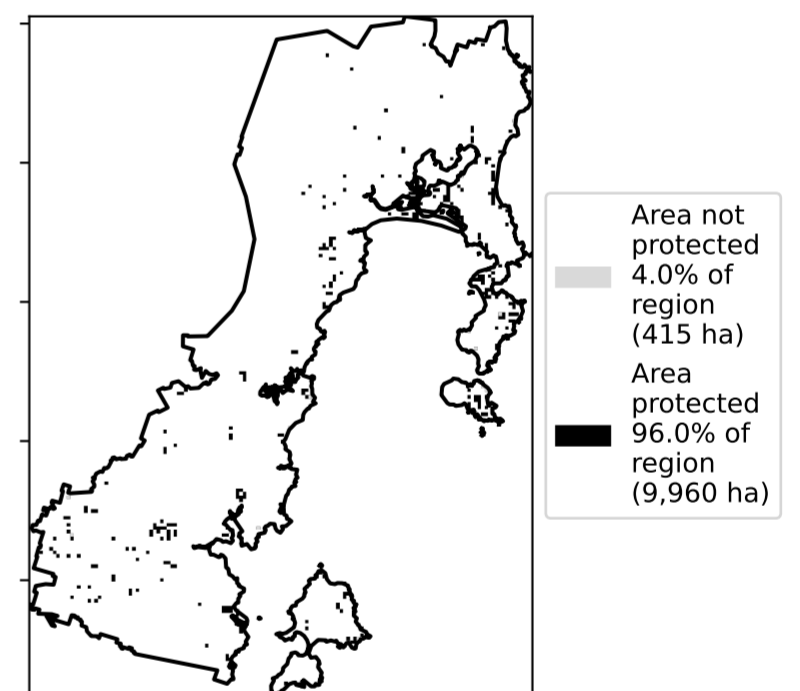 Area not
protected
4.0% of
region
(415 ha)
Area
protected
96.0% of
region
(9,960 ha)